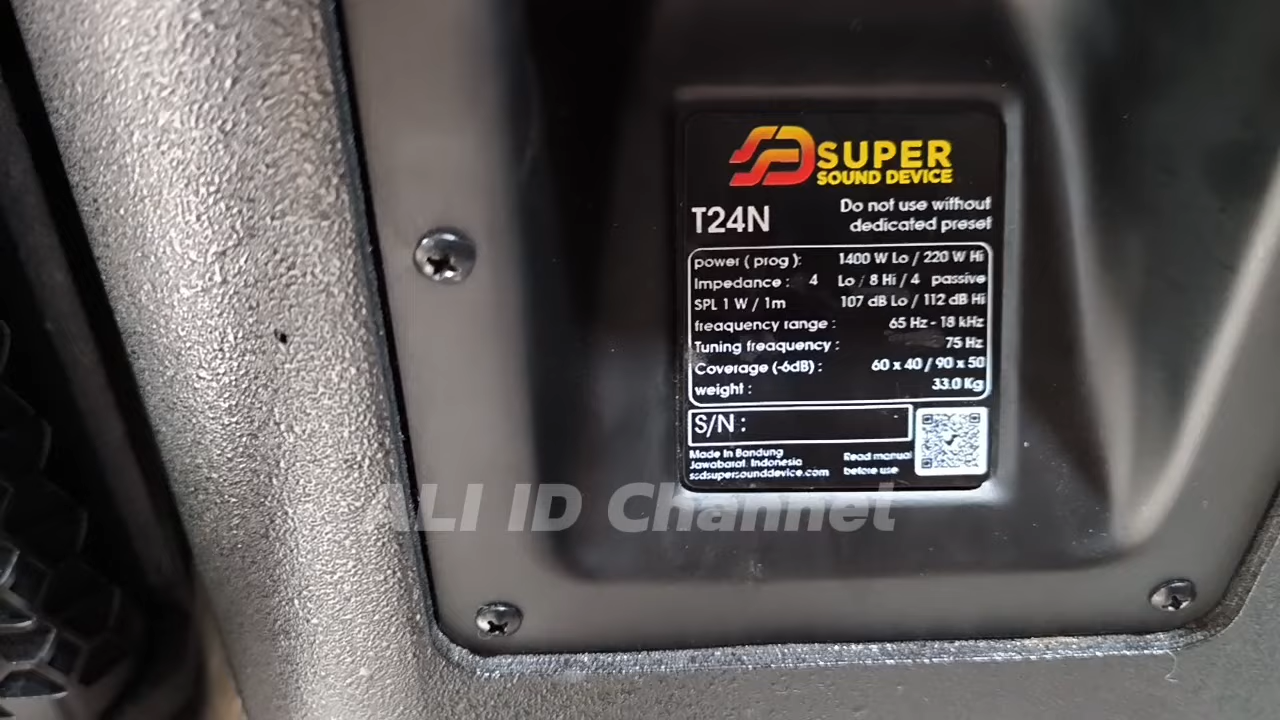 SUPER
SOUND DEVICE
T24N
Do not use without
dedicated preset
power ( prog ): 1400 W Lo / 220 W Hi
Impedance : 4 Lo / 8 Hi / 4 passive
SPL 1 W / 1m 107 dB Lo / 112 dB Hi
freaquency range : 65 Hz - 18 kHz
Tuning freaquency : 75 Hz
Coverage (-6dB) : 60 x 40 / 90 x 50
weight : 33.0 Kg
S/N :
Made In Bandung
Jawabarat. Indonesia
ssdsupersounddevice.com
Read manual
before use
ALI ID Channel